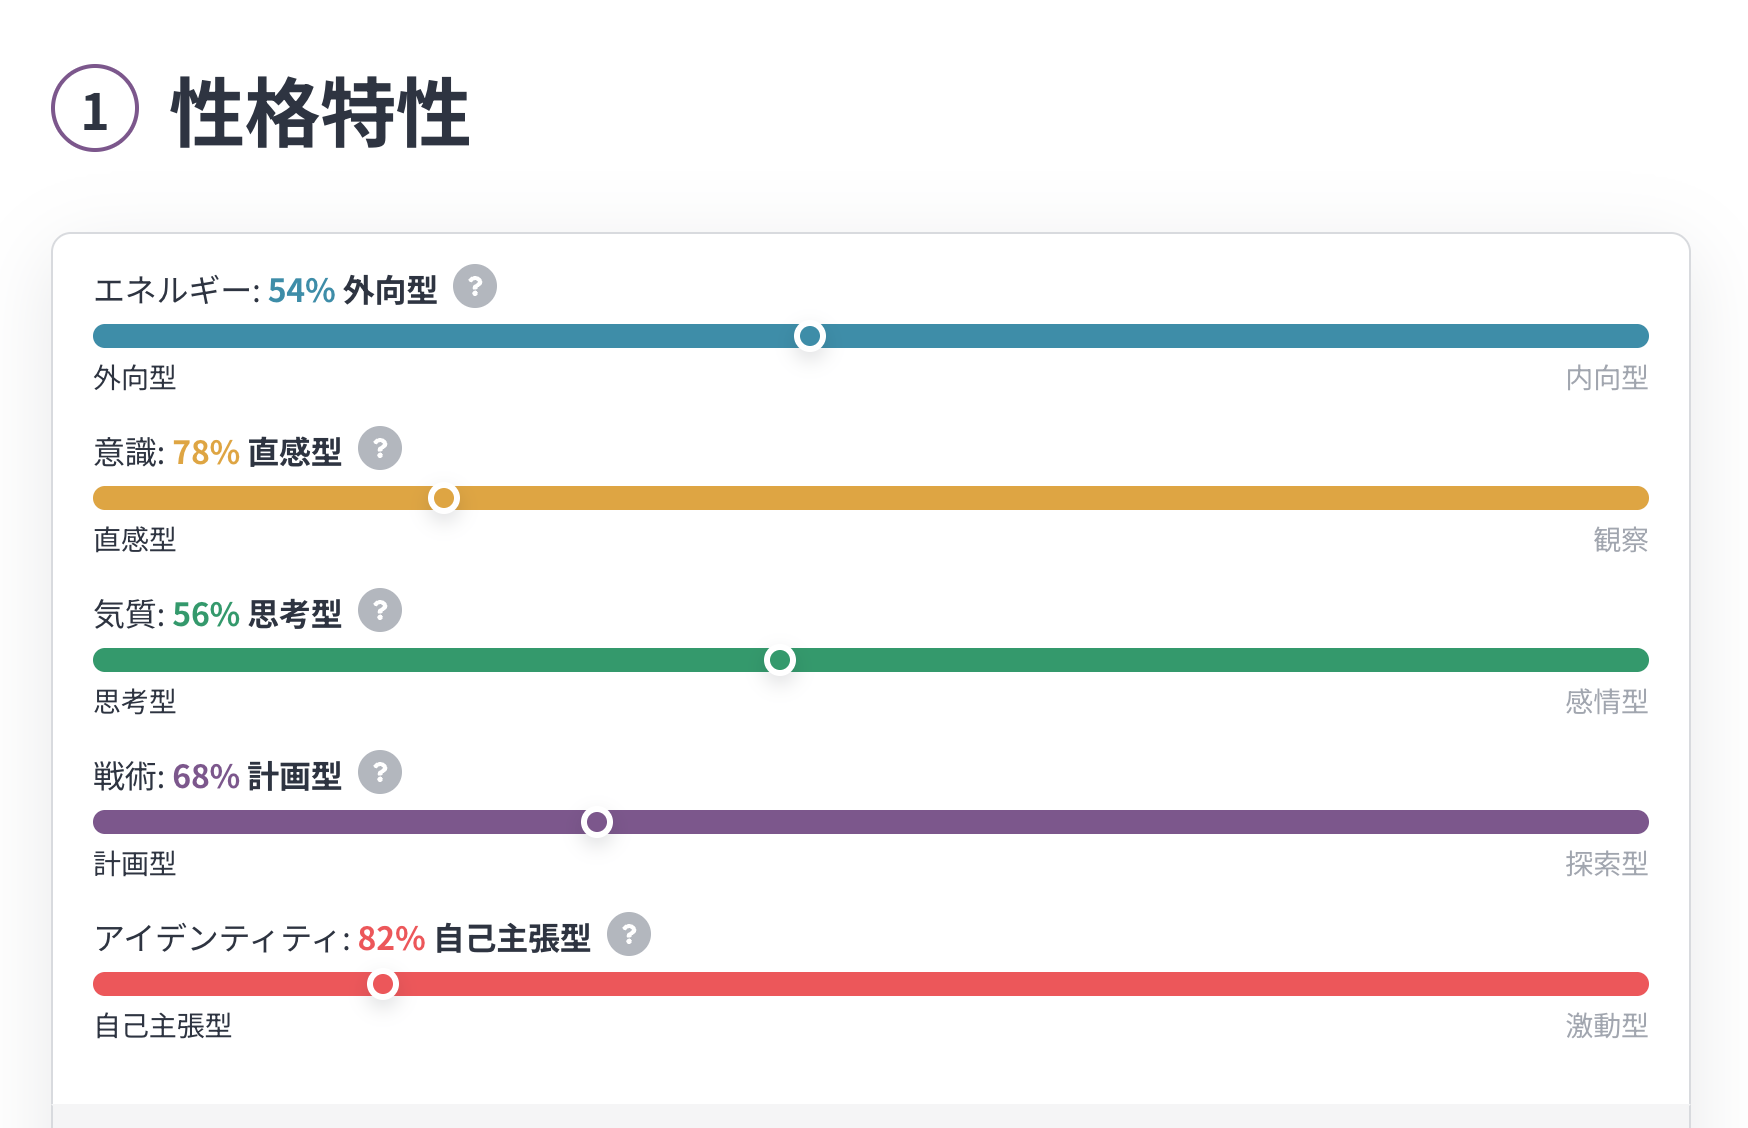 1 性格特性
エネルギー: 54% 外向型 ?
外向型 内向型
意識: 78% 直感型 ?
直感型 観察
気質: 56% 思考型 ?
思考型 感情型
戦術: 68% 計画型 ?
計画型 探索型
アイデンティティ: 82% 自己主張型 ?
自己主張型 激動型